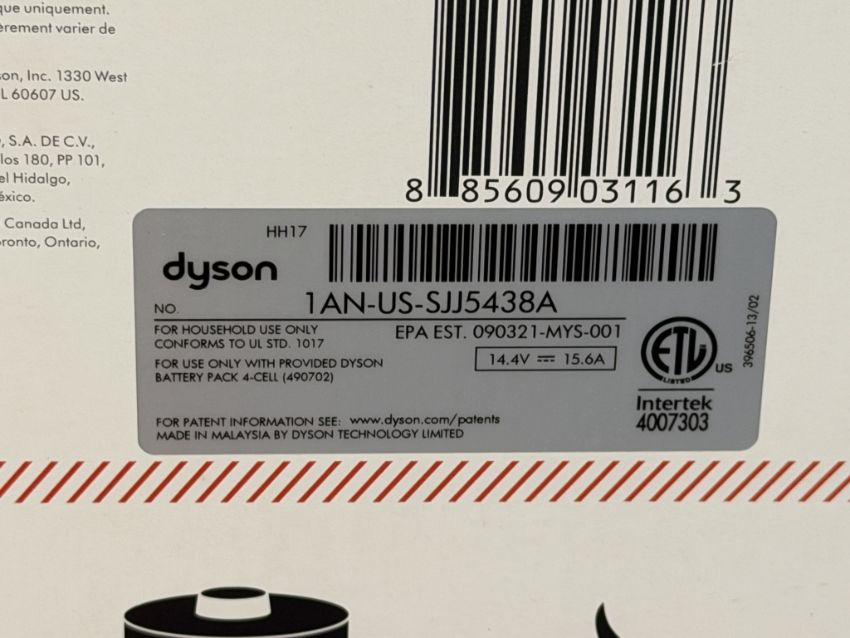 que uniquement.
èrement varier de
on, Inc. 1330 West
L 60607 US.
, S.A. DE C.V.,
los 180, PP 101,
el Hidalgo,
éxico.
Canada Ltd,
ronto, Ontario,
8 85609 03116 3
HH17
dyson
NO. 1AN-US-SJJ5438A
FOR HOUSEHOLD USE ONLY
CONFORMS TO UL STD. 1017
EPA EST. 090321-MYS-001
FOR USE ONLY WITH PROVIDED DYSON
BATTERY PACK 4-CELL (490702)
14.4V ⎓ 15.6A
FOR PATENT INFORMATION SEE: www.dyson.com/patents
MADE IN MALAYSIA BY DYSON TECHNOLOGY LIMITED
ETL
LISTED
US
Intertek
4007303
396506-13/02